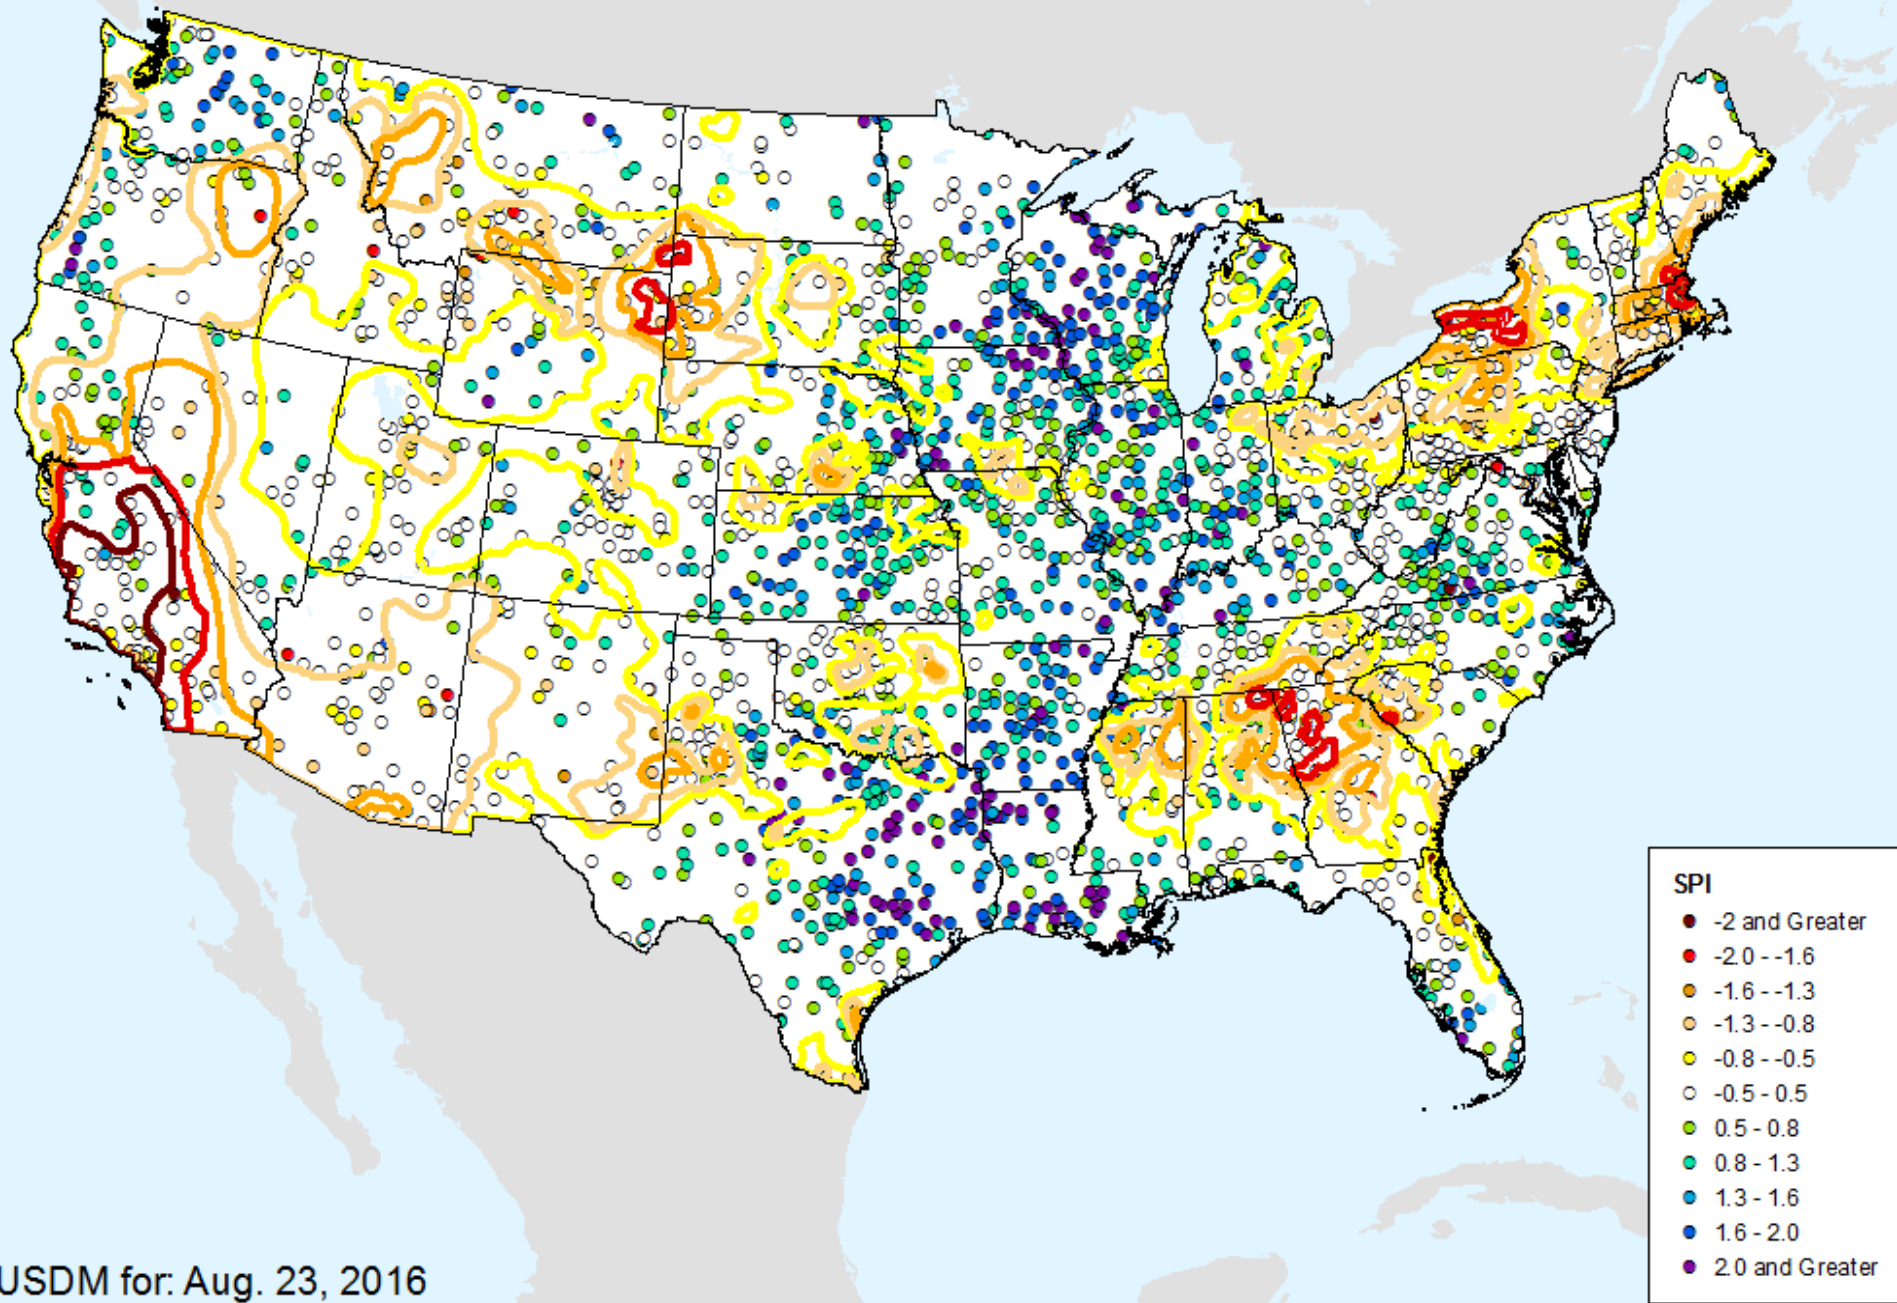 SPI
-2 and Greater
-2.0 - -1.6
-1.6 - -1.3
-1.3 - -0.8
-0.8 - -0.5
-0.5 - 0.5
0.5 - 0.8
0.8 - 1.3
1.3 - 1.6
1.6 - 2.0
2.0 and Greater
USDM for: Aug. 23, 2016